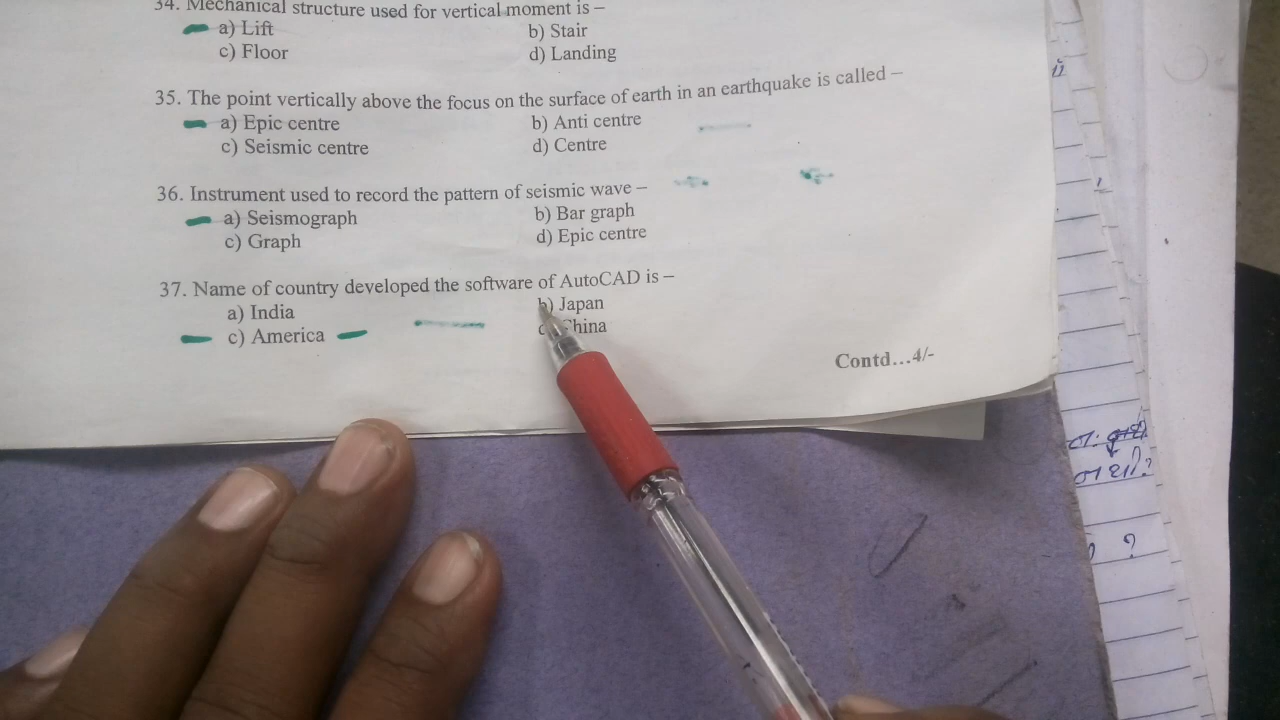 34. Mechanical structure used for vertical moment is –
a) Lift b) Stair
c) Floor d) Landing
35. The point vertically above the focus on the surface of earth in an earthquake is called –
a) Epic centre b) Anti centre
c) Seismic centre d) Centre
36. Instrument used to record the pattern of seismic wave –
a) Seismograph b) Bar graph
c) Graph d) Epic centre
37. Name of country developed the software of AutoCAD is –
a) India b) Japan
c) America China
Contd...4/-